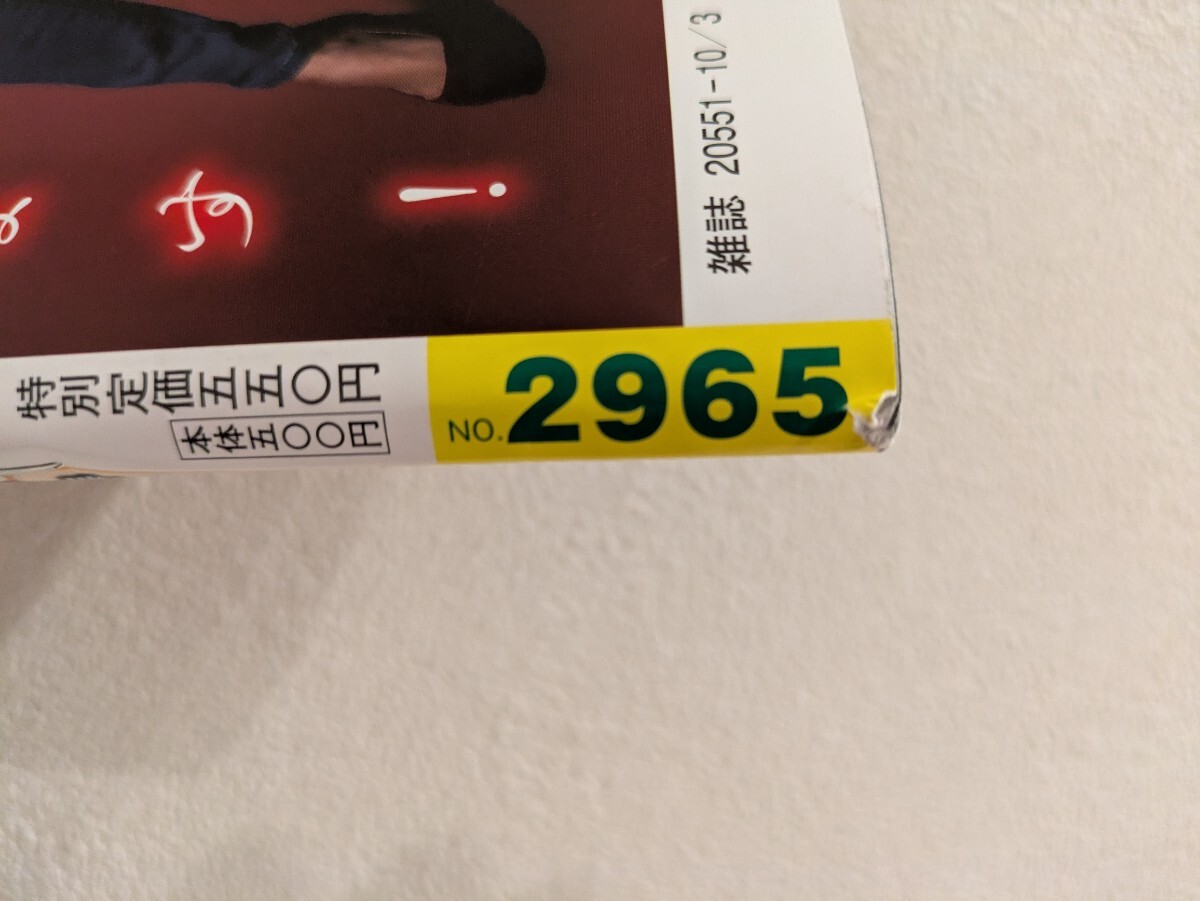 雑誌 20551-10/3
す!
特別定価五五〇円
本体五〇〇円
NO.2965